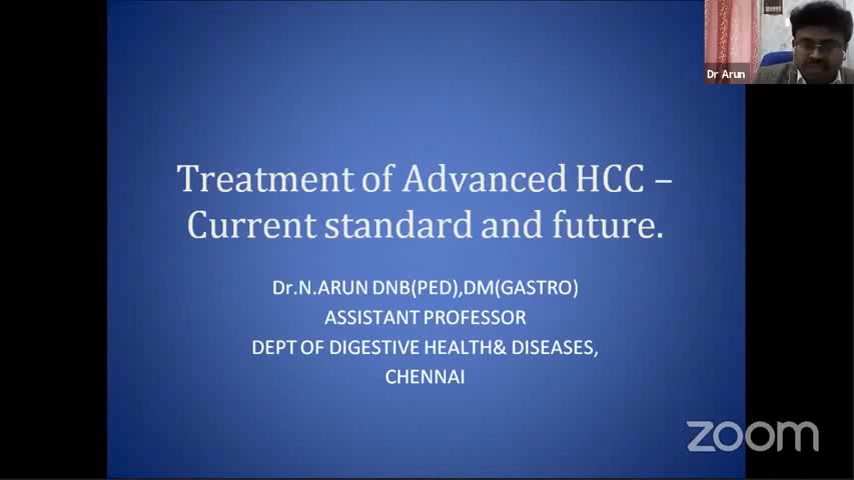 Dr Arun
Treatment of Advanced HCC –
Current standard and future.
Dr.N.ARUN DNB(PED),DM(GASTRO)
ASSISTANT PROFESSOR
DEPT OF DIGESTIVE HEALTH& DISEASES,
CHENNAI
zoom